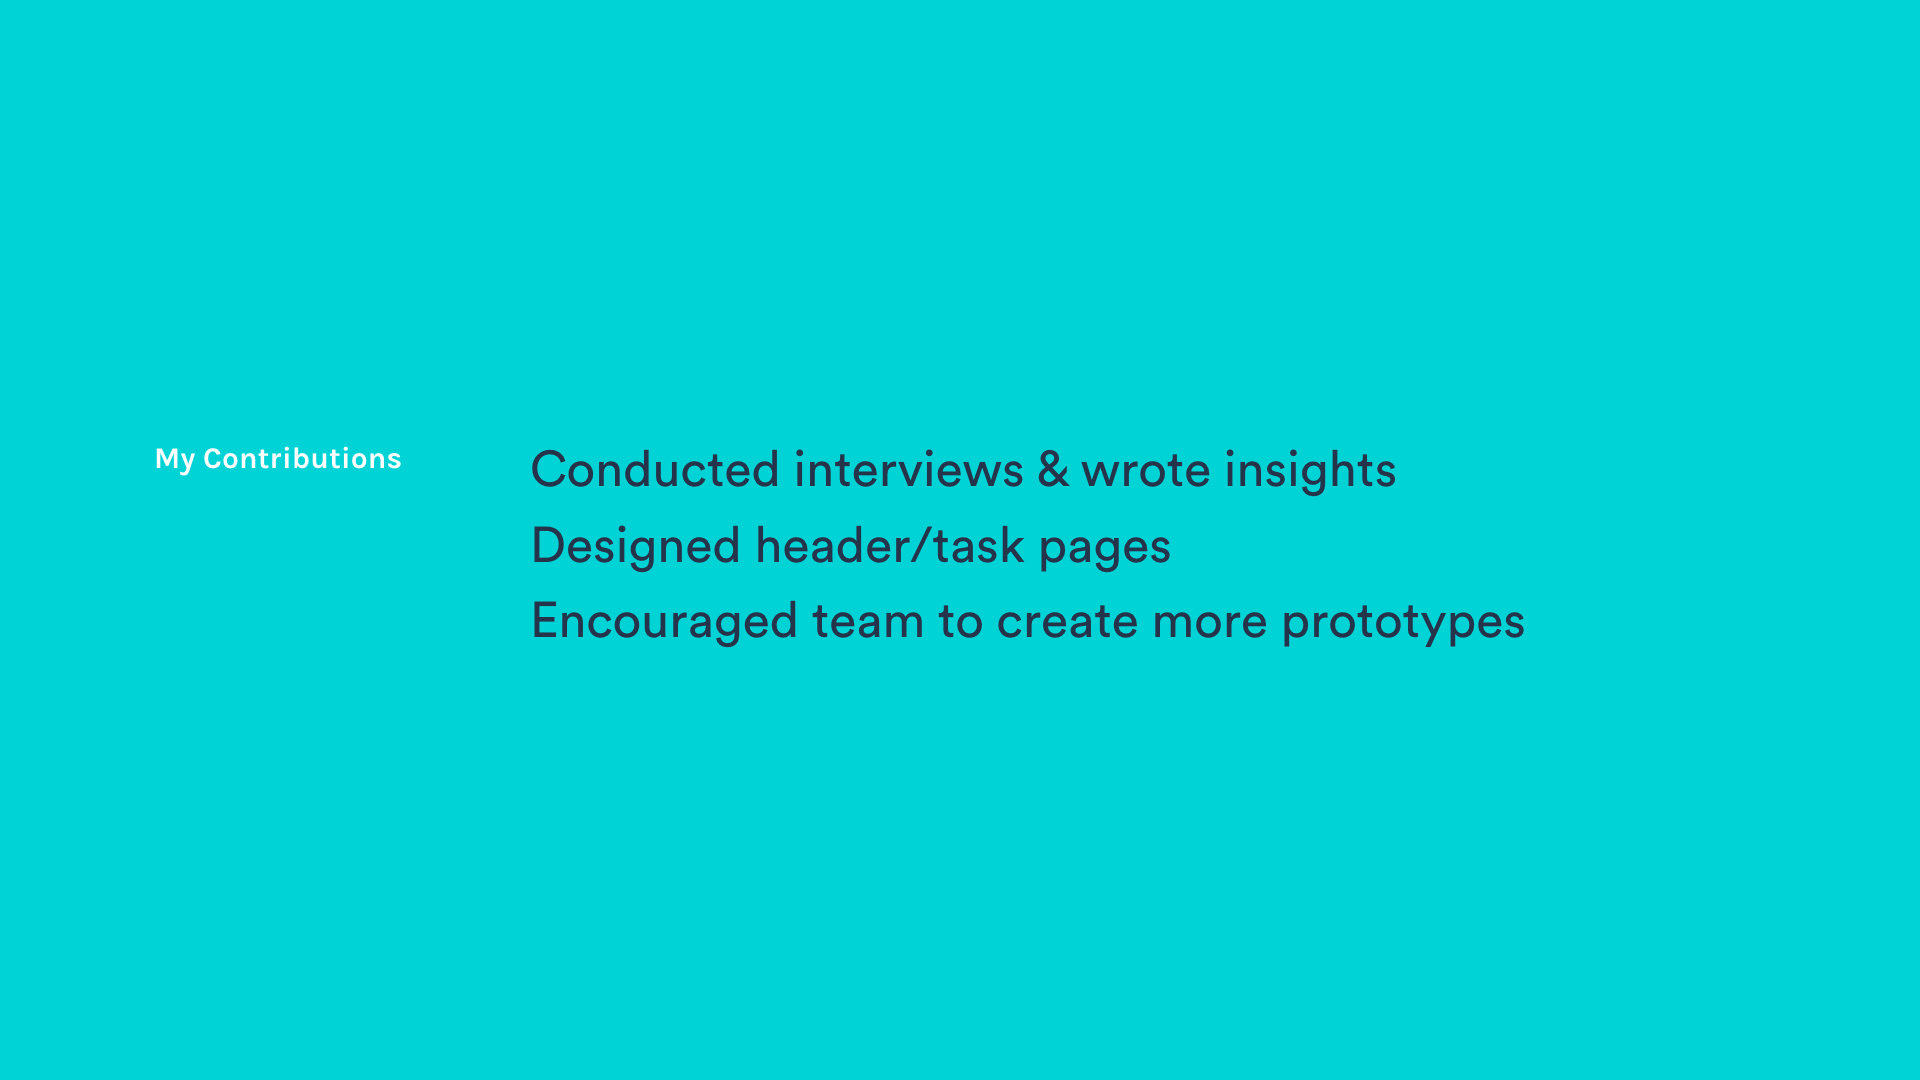 My Contributions
Conducted interviews & wrote insights
Designed header/task pages
Encouraged team to create more prototypes